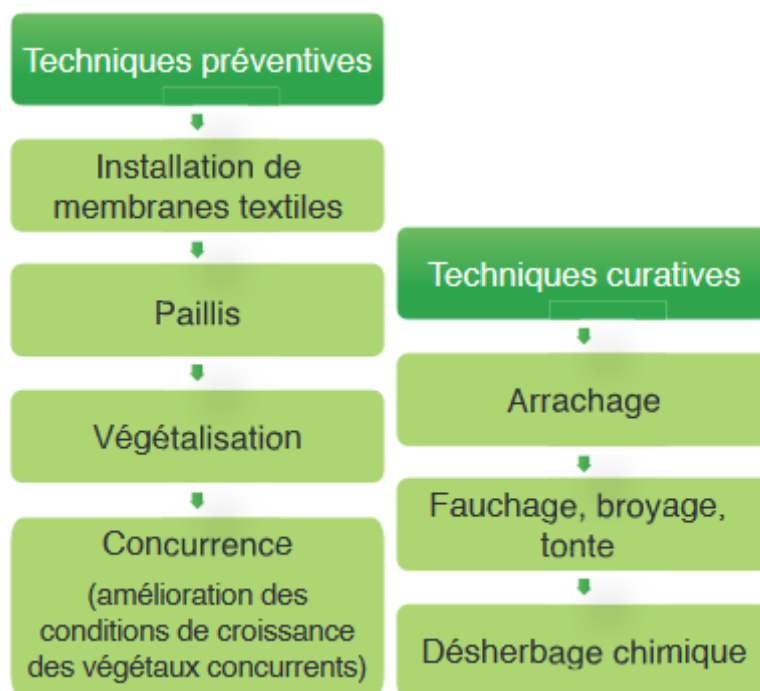 Techniques préventives
Installation de
membranes textiles
Paillis
Végétalisation
Concurrence
(amélioration des
conditions de croissance
des végétaux concurrents)
Techniques curatives
Arrachage
Fauchage, broyage,
tonte
Désherbage chimique